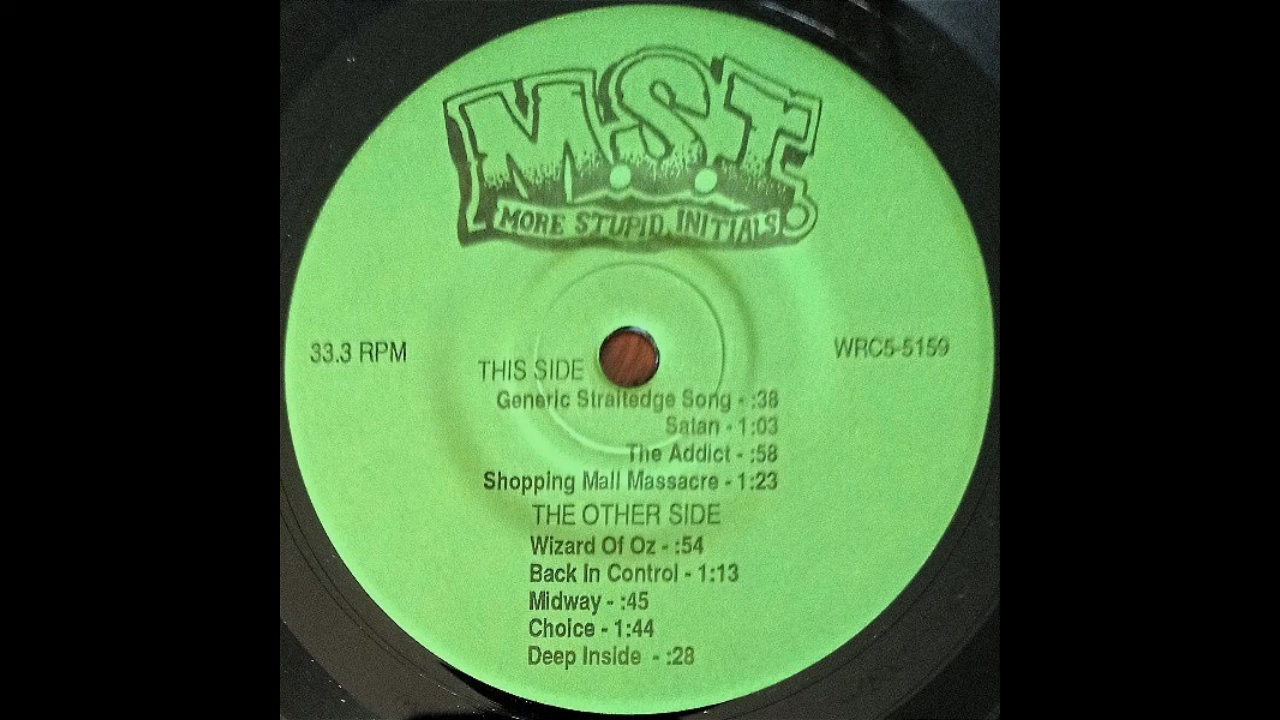 M.S.I.
MORE STUPID INITIALS
33.3 RPM
WRC5-5159
THIS SIDE
Generic Straitedge Song - :38
Satan - 1:03
The Addict - :58
Shopping Mall Massacre - 1:23
THE OTHER SIDE
Wizard Of Oz - :54
Back In Control - 1:13
Midway - :45
Choice - 1:44
Deep Inside - :28